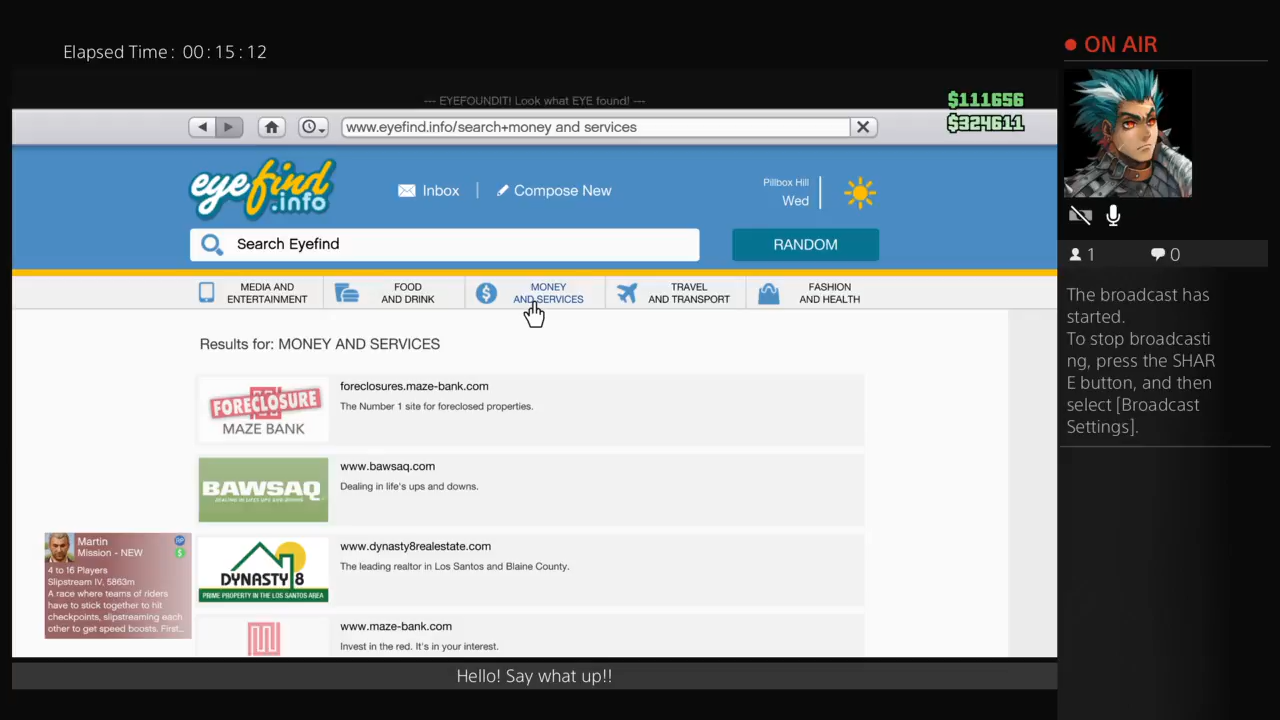 Elapsed Time: 00:15:12
ON AIR
--- EYEFOUNDIT! Look what EYE found! ---
$111656
$324611
www.eyefind.info/search+money and services
eyefind
.info
Inbox
Compose New
Pillbox Hill
Wed
Search Eyefind
RANDOM
1
0
MEDIA AND
ENTERTAINMENT
FOOD
AND DRINK
MONEY
AND SERVICES
TRAVEL
AND TRANSPORT
FASHION
AND HEALTH
The broadcast has
started.
To stop broadcasti
ng, press the SHAR
E button, and then
select [Broadcast
Settings].
Results for: MONEY AND SERVICES
FORECLOSURE
MAZE BANK
foreclosures.maze-bank.com
The Number 1 site for foreclosed properties.
BAWSAQ
DEALING IN LIFE'S UPS AND DOWNS
www.bawsaq.com
Dealing in life's ups and downs.
DYNASTY 8
PRIME PROPERTY IN THE LOS SANTOS AREA
www.dynasty8realestate.com
The leading realtor in Los Santos and Blaine County.
www.maze-bank.com
Invest in the red. It's in your interest.
Martin
Mission - NEW
RP
$
4 to 16 Players
Slipstream IV, 5863m
A race where teams of riders
have to stick together to hit
checkpoints, slipstreaming each
other to get speed boosts. First...
Hello! Say what up!!